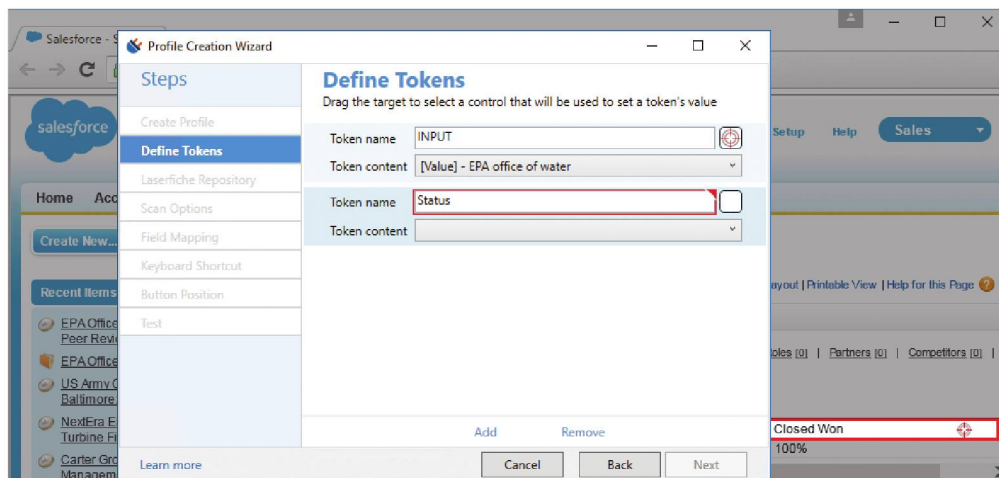 Salesforce - S
Profile Creation Wizard
Steps
Create Profile
Define Tokens
Laserfiche Repository
Scan Options
Field Mapping
Keyboard Shortcut
Button Position
Test
Learn more
Define Tokens
Drag the target to select a control that will be used to set a token's value
Token name INPUT
Token content [Value] - EPA office of water
Token name Status
Token content
Add Remove
Cancel Back Next
salesforce
Home Acc
Create New...
Recent Items
EPA Office
Peer Revie
EPA Office
US Army C
Baltimore
NextEra E
Turbine Fi
Carter Gro
Managem
Setup Help Sales
ayout | Printable View | Help for this Page
oles [0] | Partners [0] | Competitors [0] |
Closed Won
100%